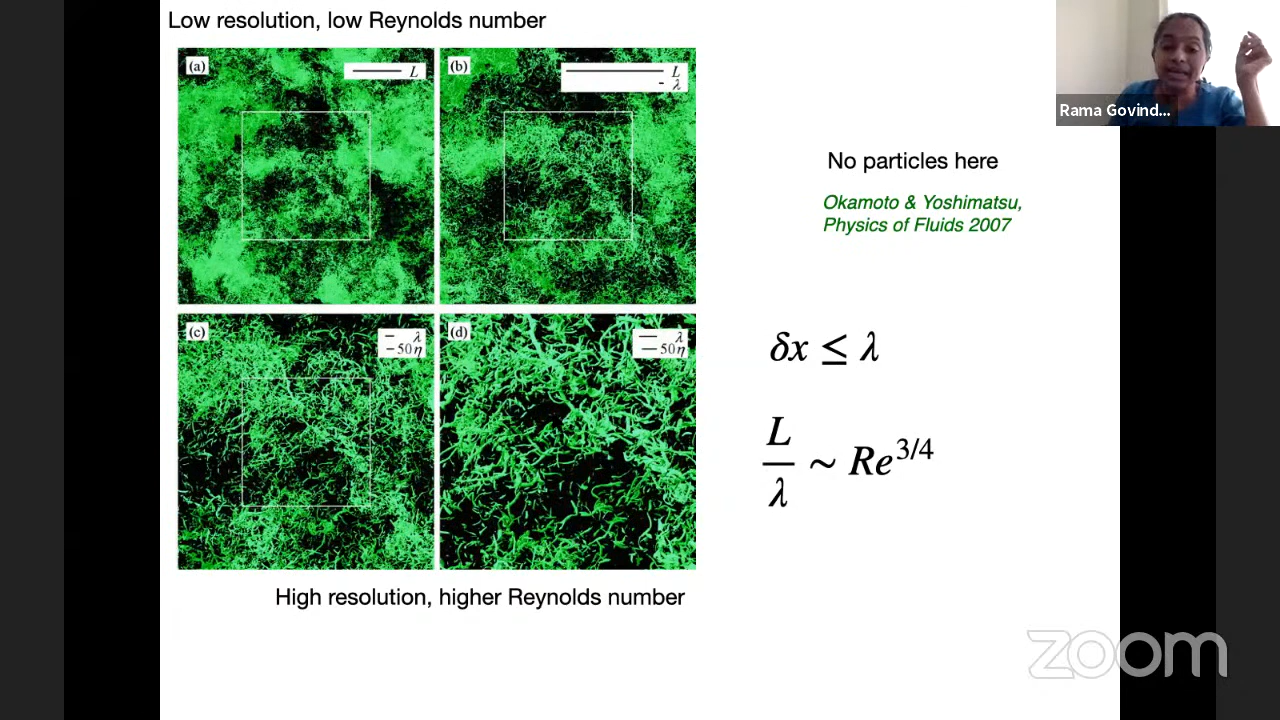 Low resolution, low Reynolds number
(a)
L
(b)
L
λ
Rama Govind...
No particles here
Okamoto & Yoshimatsu,
Physics of Fluids 2007
(c)
λ
50η
(d)
λ
50η
δx ≤ λ
L/λ ~ Re^3/4
High resolution, higher Reynolds number
zoom